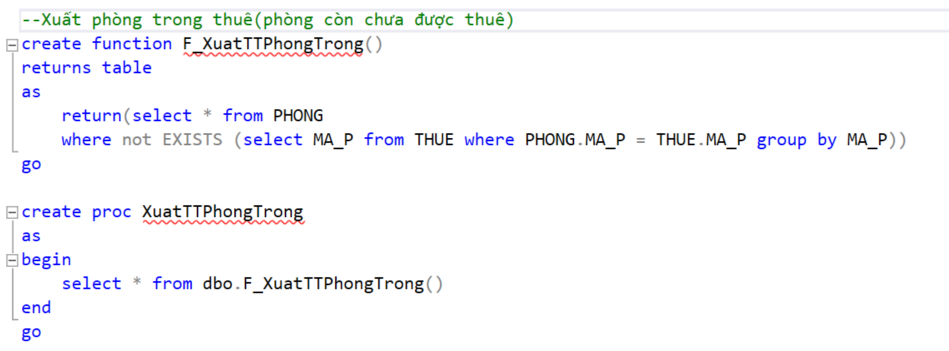 --Xuất phòng trong thuê(phòng còn chưa được thuê)
create function F_XuatTTPhongTrong()
returns table
as
    return(select * from PHONG
    where not EXISTS (select MA_P from THUE where PHONG.MA_P = THUE.MA_P group by MA_P))
go

create proc XuatTTPhongTrong
as
begin
    select * from dbo.F_XuatTTPhongTrong()
end
go